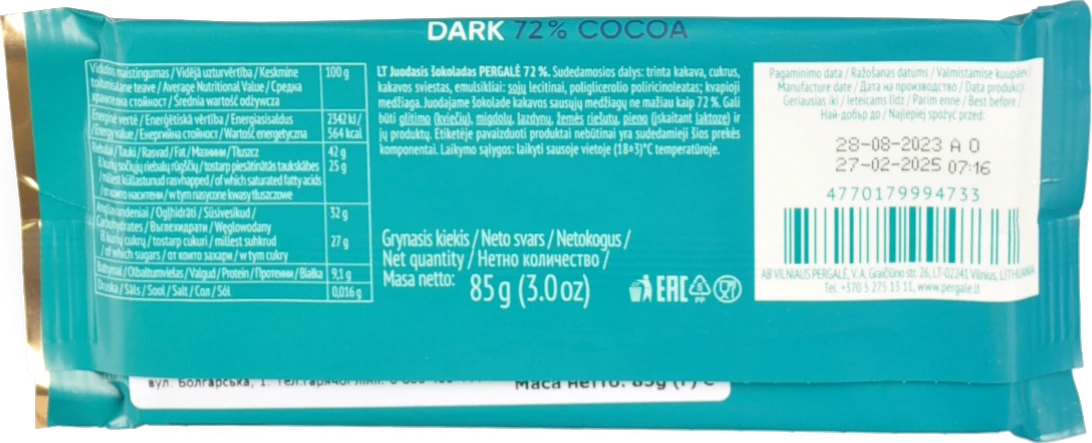 DARK 72% COCOA
Vidutinis maistingumas / Vidējā uzturvērtība / Keskmine
toitumisalane teave / Average Nutritional Value / Средна
хранителна стойност / Średnia wartość odżywcza
100 g
Energinė vertė / Enerģētiskā vērtība / Energiasisaldus
/ Energy value / Енергийна стойност / Wartość energetyczna
2342 kJ /
564 kcal
Riebalai / Tauki / Rasvad / Fat / Мазнини / Tłuszcz
42 g
iš kurių sočiųjų riebalų rūgščių / tostarp piesātinātās taukskābes
25 g
/ millest küllastunud rasvhapped / of which saturated fatty acids
/ от които наситени / w tym nasycone kwasy tłuszczowe
Angliavandeniai / Ogļhidrāti / Süsivesikud /
32 g
Carbohydrates / Въглехидрати / Węglowodany
iš kurių cukrų / tostarp cukuri / millest suhkrud
27 g
/ of which sugars / от които захари / w tym cukry
Baltymai / Olbaltumvielas / Valgud / Protein / Протеини / Białka
9,1 g
Druska / Sāls / Sool / Salt / Сол / Sól
0,016 g
LT Juodasis šokoladas PERGALĖ 72 %. Sudedamosios dalys: trinta kakava, cukrus,
kakavos sviestas, emulsikliai: sojų lecitinai, poliglicerolio poliricinoleatas; kvapioji
medžiaga. Juodajame šokolade kakavos sausųjų medžiagų ne mažiau kaip 72 %. Gali
būti glitimo (kviečių), migdolų, lazdynų, žemės riešutų, pieno (įskaitant laktozę) ir
jų produktų. Etiketėje pavaizduoti produktai nebūtinai yra sudedamieji šios prekės
komponentai. Laikymo sąlygos: laikyti sausoje vietoje (18±3)°C temperatūroje.
Grynasis kiekis / Neto svars / Netokogus /
Net quantity / Нетно количество /
Masa netto:
85 g (3.0 oz)
EAC
PP
Pagaminimo data / Ražošanas datums / Valmistamise kuupäev /
Manufacture date / Дата на производство / Data produkcji:
Geriausias iki / Ieteicams līdz / Parim enne / Best before /
Най-добър до / Najlepiej spożyć przed:
28-08-2023 A 0
27-02-2025 07:16
4770179994733
AB VILNIAUS PERGALĖ, V. A. Graičiūno str. 26, LT-02241 Vilnius, LITHUANIA
Tel. +370 5 275 13 11, www.pergale.lt
вул. Болгарська, 1.
Маса нетто: 85g (г) ℮